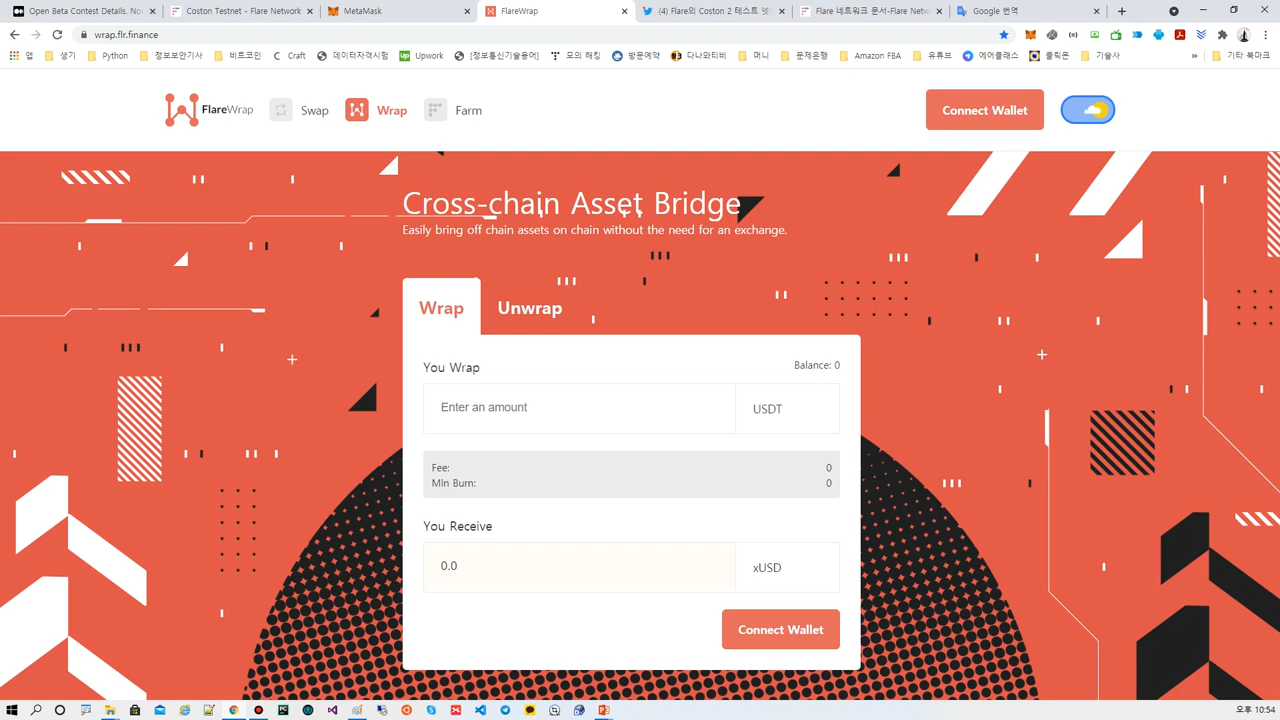 Open Beta Contest Details. No
Coston Testnet - Flare Network
MetaMask
FlareWrap
(4) Flare의 Coston 2 테스트 넷
Flare 네트워크 문서-Flare Netw
Google 번역
wrap.flr.finance
앱
생기
Python
정보보안기사
비트코인
Craft
데이터자격시험
Upwork
[정보통신기술용어]
모의 해킹
방문예약
다나와티비
머니
문제은행
Amazon FBA
유튜브
에어클래스
클릭온
기술사
기타 북마크
FlareWrap
Swap
Wrap
Farm
Connect Wallet
Cross-chain Asset Bridge
Easily bring off chain assets on chain without the need for an exchange.
Wrap
Unwrap
You Wrap
Balance: 0
Enter an amount
USDT
Fee: 0
Min Burn: 0
You Receive
0.0
xUSD
Connect Wallet
오후 10:54